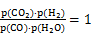 p(CO₂)·p(H₂)
p(CO)·p(H₂O) = 1